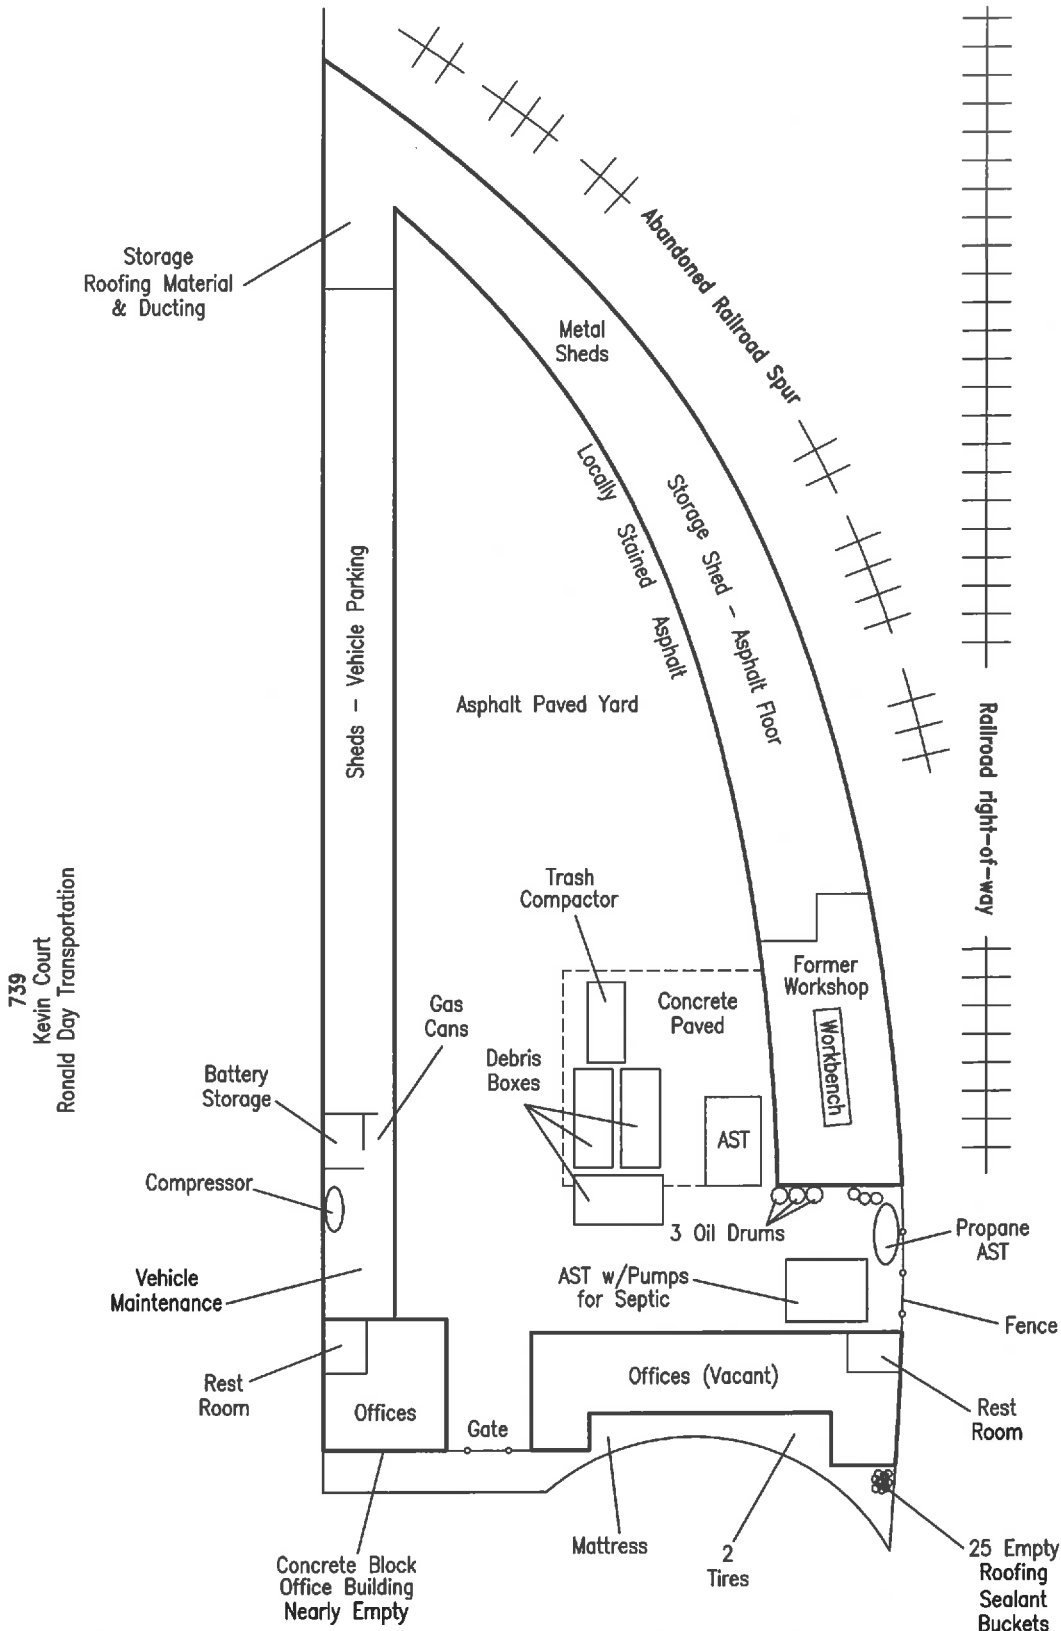 Abandoned Railroad Spur
Storage
Roofing Material
& Ducting
Metal
Sheds
Locally Stained Asphalt
Storage Shed - Asphalt Floor
Sheds - Vehicle Parking
Asphalt Paved Yard
Railroad right-of-way
739
Kevin Court
Ronald Day Transportation
Trash
Compactor
Former
Workshop
Concrete
Paved
Workbench
Gas
Cans
Debris
Boxes
Battery
Storage
AST
Compressor
3 Oil Drums
Propane
AST
AST w/Pumps
for Septic
Vehicle
Maintenance
Fence
Rest
Room
Offices
Offices (Vacant)
Gate
Rest
Room
Mattress
2
Tires
25 Empty
Roofing
Sealant
Buckets
Concrete Block
Office Building
Nearly Empty